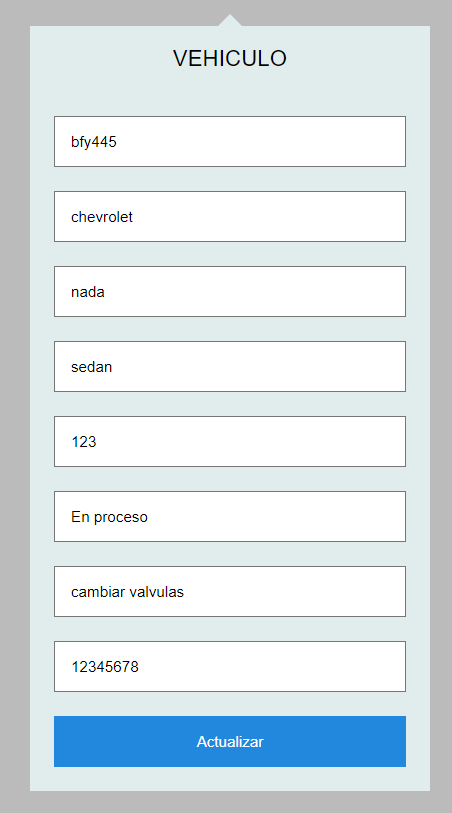 VEHICULO
bfy445
chevrolet
nada
sedan
123
En proceso
cambiar valvulas
12345678
Actualizar